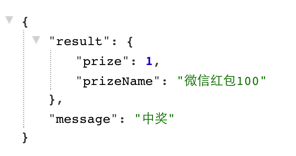 {
"result": {
"prize": 1,
"prizeName": "微信红包100"
},
"message": "中奖"
}